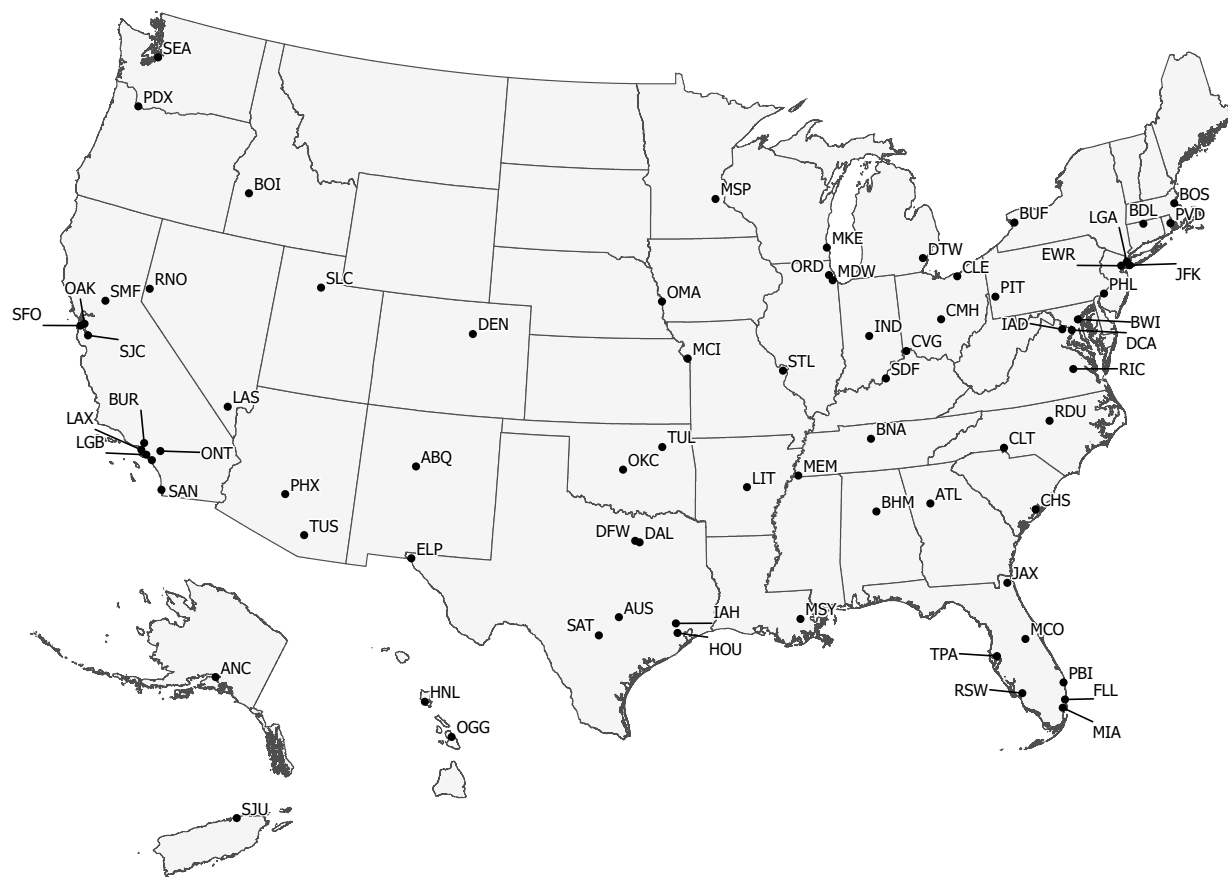 SEA
PDX
BOI
MSP
BUF
LGA
BDL
BOS
PVD
MKE
DTW
EWR
JFK
ORD
MDW
CLE
OAK
SMF
RNO
SLC
OMA
PIT
PHL
SFO
SJC
DEN
IND
CMH
IAD
BWI
DCA
CVG
MCI
STL
SDF
RIC
BUR
LAS
LAX
LGB
ONT
SAN
ABQ
TUL
OKC
BNA
RDU
CLT
MEM
LIT
PHX
TUS
BHM
ATL
CHS
DFW
DAL
ELP
JAX
AUS
SAT
IAH
HOU
MSY
MCO
TPA
PBI
RSW
FLL
MIA
ANC
HNL
OGG
SJU